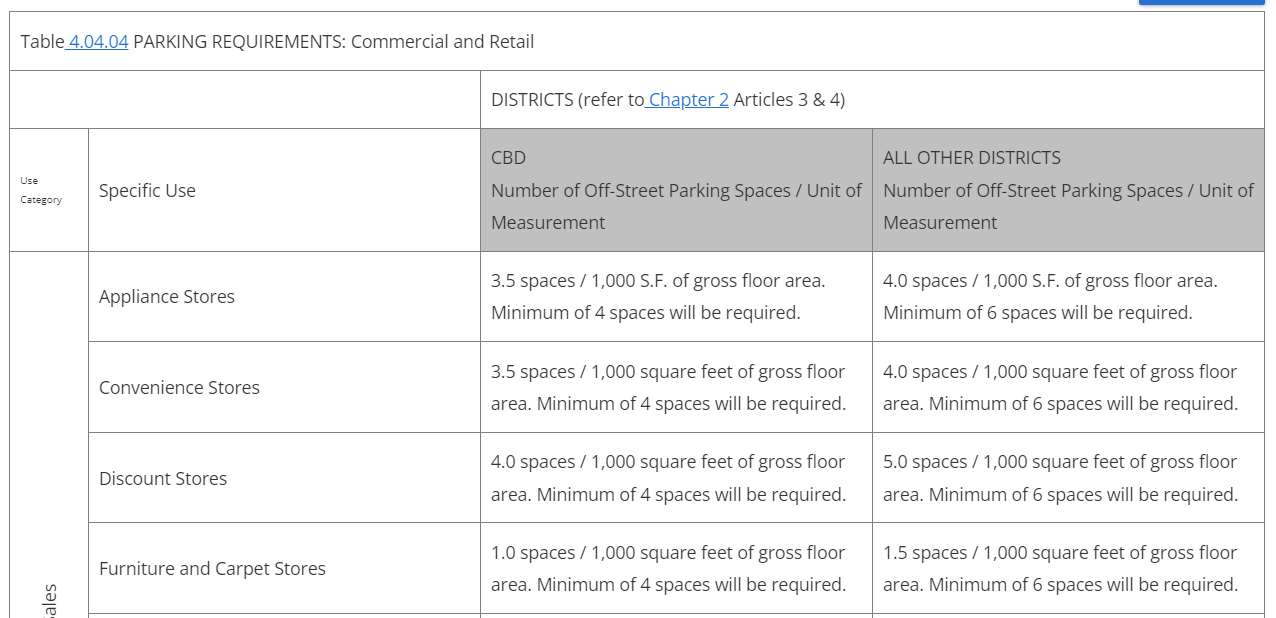 Table 4.04.04 PARKING REQUIREMENTS: Commercial and Retail
DISTRICTS (refer to Chapter 2 Articles 3 & 4)
Use
Category
Specific Use
CBD
Number of Off-Street Parking Spaces / Unit of
Measurement
ALL OTHER DISTRICTS
Number of Off-Street Parking Spaces / Unit of
Measurement
Appliance Stores
3.5 spaces / 1,000 S.F. of gross floor area.
Minimum of 4 spaces will be required.
4.0 spaces / 1,000 S.F. of gross floor area.
Minimum of 6 spaces will be required.
Convenience Stores
3.5 spaces / 1,000 square feet of gross floor
area. Minimum of 4 spaces will be required.
4.0 spaces / 1,000 square feet of gross floor
area. Minimum of 6 spaces will be required.
Discount Stores
4.0 spaces / 1,000 square feet of gross floor
area. Minimum of 4 spaces will be required.
5.0 spaces / 1,000 square feet of gross floor
area. Minimum of 6 spaces will be required.
Furniture and Carpet Stores
1.0 spaces / 1,000 square feet of gross floor
area. Minimum of 4 spaces will be required.
1.5 spaces / 1,000 square feet of gross floor
area. Minimum of 6 spaces will be required.